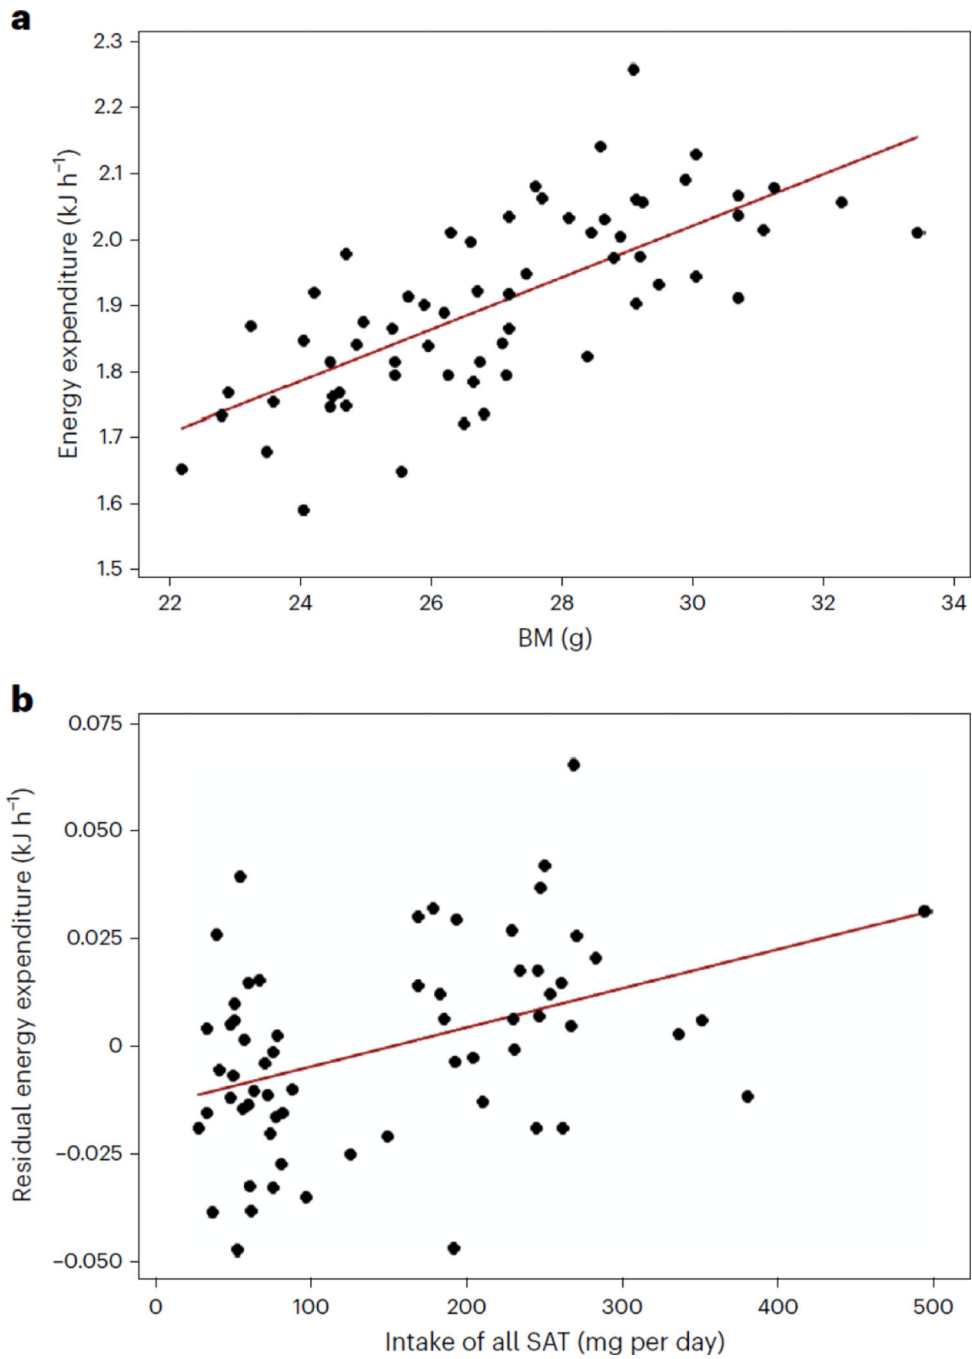 a
2.3
2.2
2.1
2.0
1.9
1.8
1.7
1.6
1.5
Energy expenditure (kJ h⁻¹)
22 24 26 28 30 32 34
BM (g)
b
0.075
0.050
0.025
0
−0.025
−0.050
Residual energy expenditure (kJ h⁻¹)
0 100 200 300 400 500
Intake of all SAT (mg per day)